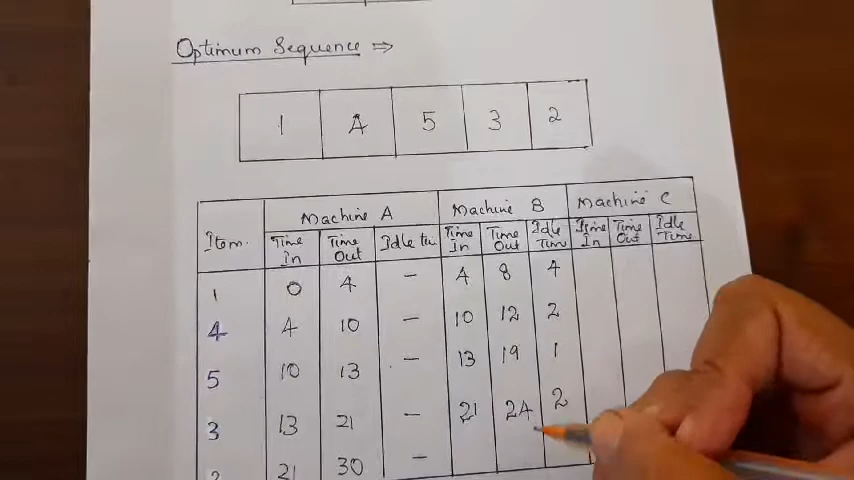 Optimum Sequence ⇒
1 4 5 3 2
Item. Machine A Machine B Machine C
Time In Time Out Idle tim Time In Time Out Idle Time Time In Time Out Idle Time
1 0 4 — 4 8 4
4 4 10 — 10 12 2
5 10 13 — 13 19 1
3 13 21 — 21 24 2
2 21 30 —